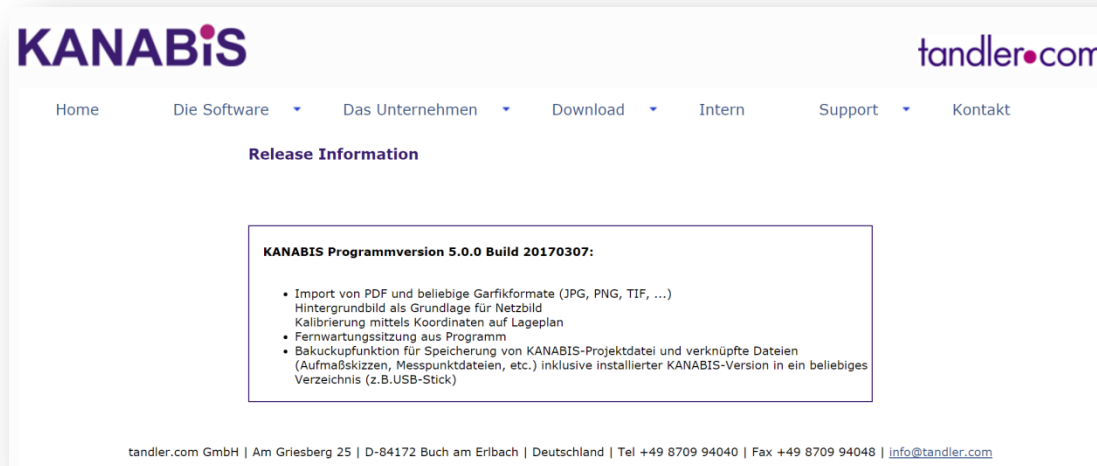 KANABiS
tandler.com
Home Die Software Das Unternehmen Download Intern Support Kontakt
Release Information
KANABIS Programmversion 5.0.0 Build 20170307:
• Import von PDF und beliebige Garfikformate (JPG, PNG, TIF, ...)
Hintergrundbild als Grundlage für Netzbild
Kalibrierung mittels Koordinaten auf Lageplan
• Fernwartungssitzung aus Programm
• Bakuckupfunktion für Speicherung von KANABIS-Projektdatei und verknüpfte Dateien
(Aufmaßskizzen, Messpunktdateien, etc.) inklusive installierter KANABIS-Version in ein beliebiges
Verzeichnis (z.B.USB-Stick)
tandler.com GmbH | Am Griesberg 25 | D-84172 Buch am Erlbach | Deutschland | Tel +49 8709 94040 | Fax +49 8709 94048 | info@tandler.com